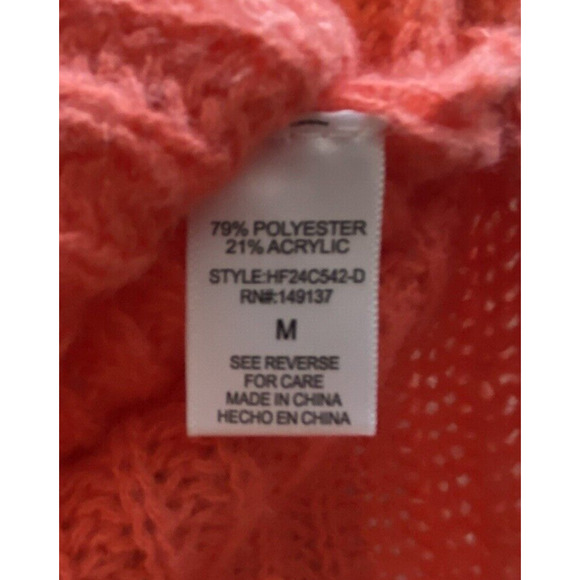 79% POLYESTER
21% ACRYLIC
STYLE:HF24C542-D
RN#:149137
M
SEE REVERSE
FOR CARE
MADE IN CHINA
HECHO EN CHINA